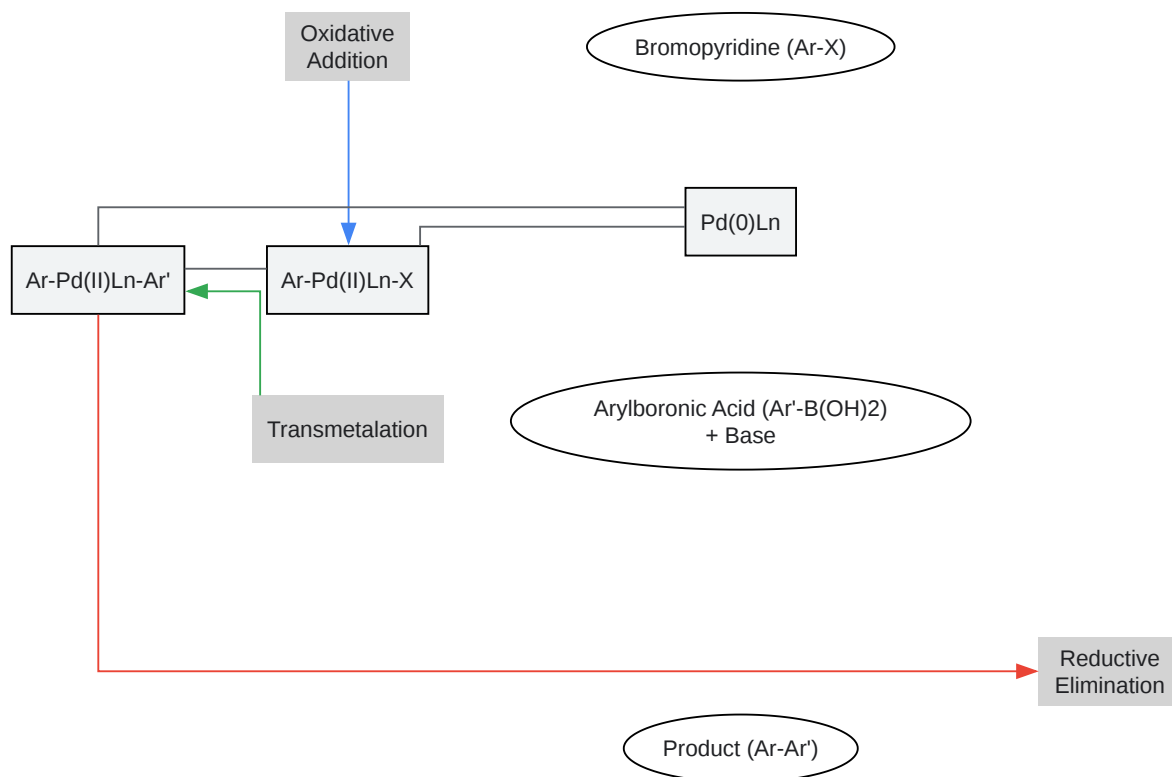 Oxidative
Addition
Bromopyridine (Ar-X)
Pd(0)Ln
Ar-Pd(II)Ln-Ar'
Ar-Pd(II)Ln-X
Arylboronic Acid (Ar'-B(OH)2)
+ Base
Transmetalation
Reductive
Elimination
Product (Ar-Ar')